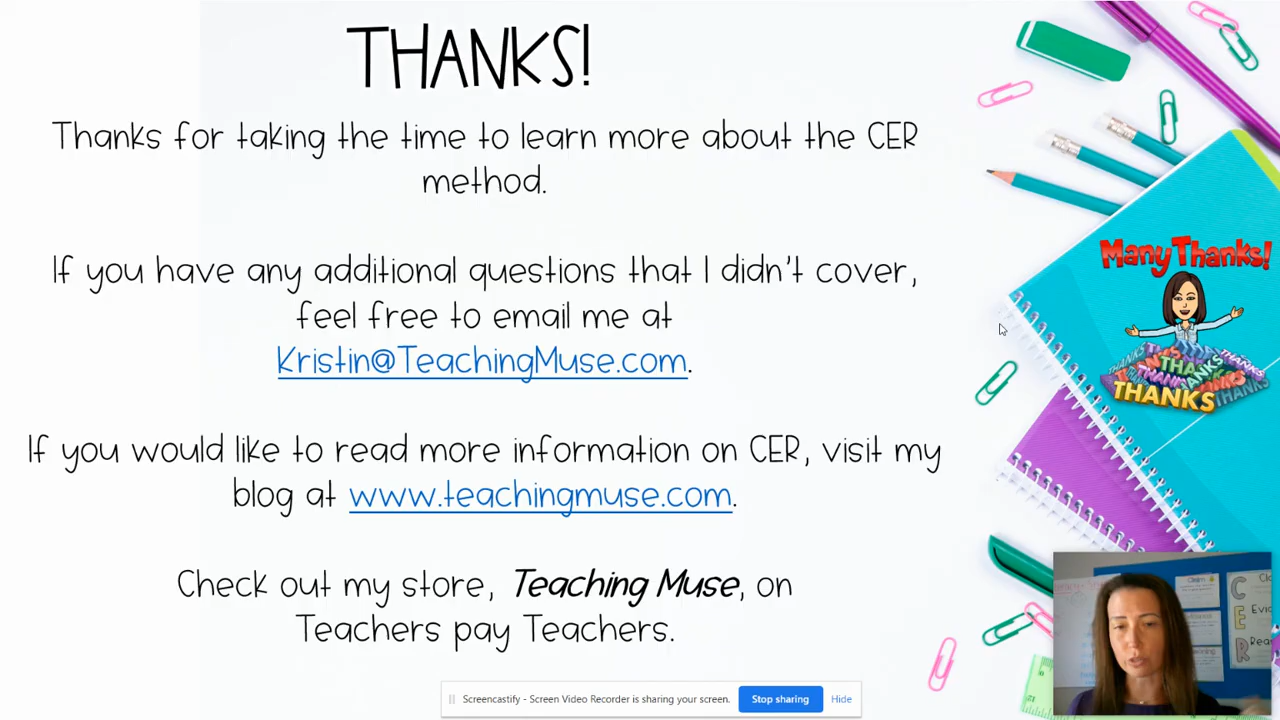 THANKS!
Thanks for taking the time to learn more about the CER
method.
If you have any additional questions that I didn't cover,
feel free to email me at
Kristin@TeachingMuse.com.
If you would like to read more information on CER, visit my
blog at www.teachingmuse.com.
Check out my store, Teaching Muse, on
Teachers pay Teachers.
Many Thanks!
THANKS
THANKS
THANKS
Screencastify - Screen Video Recorder is sharing your screen.
Stop sharing
Hide
Claim
C
E
R